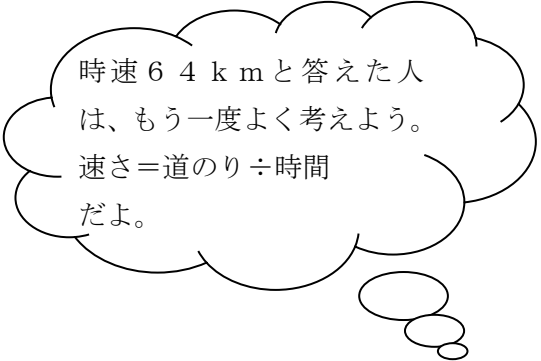 時速６４ｋｍと答えた人
は、もう一度よく考えよう。
速さ＝道のり÷時間
だよ。